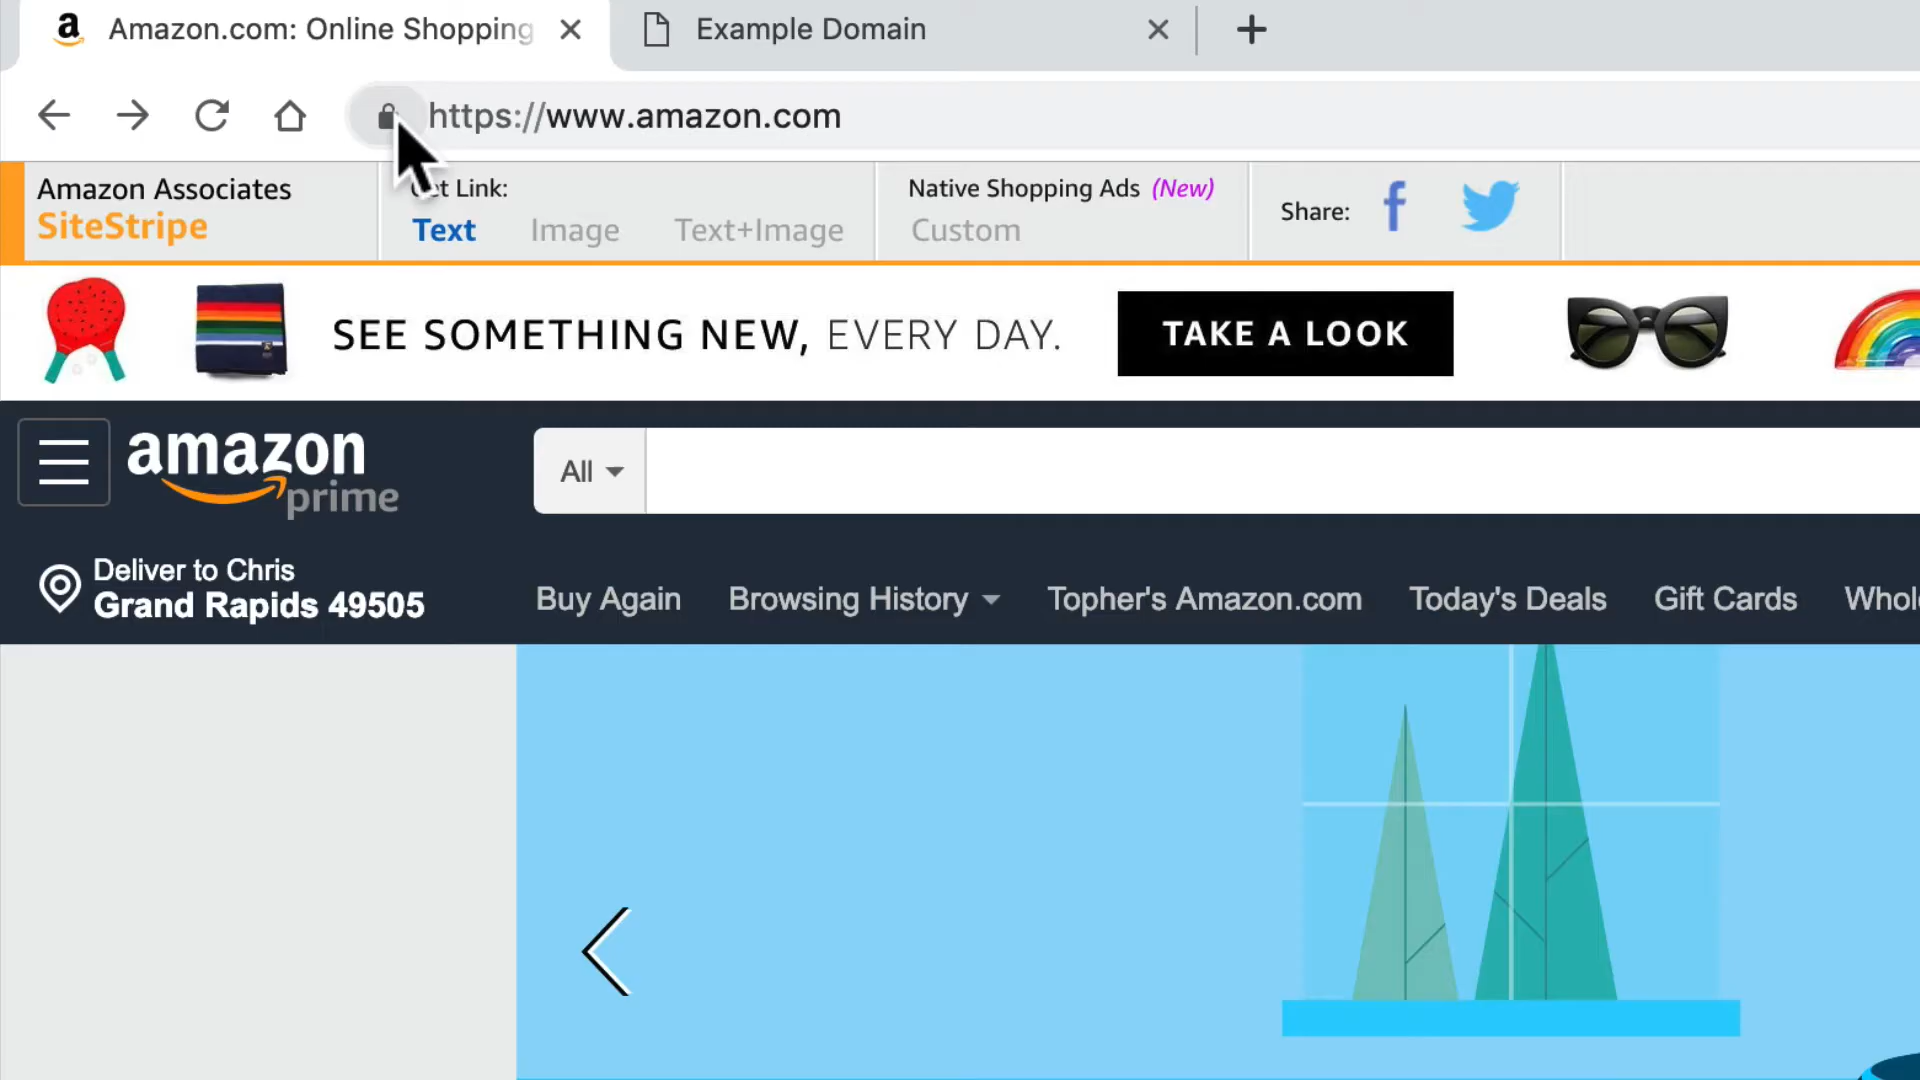 Amazon.com: Online Shopping
Example Domain
https://www.amazon.com
Amazon Associates
SiteStripe
Link:
Text Image Text+Image
Native Shopping Ads (New)
Custom
Share:
SEE SOMETHING NEW, EVERY DAY.
TAKE A LOOK
amazon
prime
All
Deliver to Chris
Grand Rapids 49505
Buy Again Browsing History Topher's Amazon.com Today's Deals Gift Cards